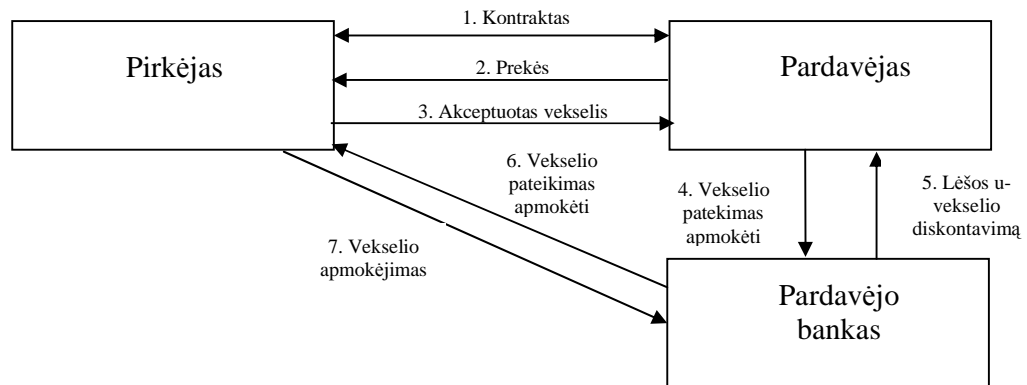 1. Kontraktas
Pirkėjas
Pardavėjas
2. Prekės
3. Akceptuotas vekselis
6. Vekselio
pateikimas
apmokėti
4. Vekselio
patekimas
apmokėti
5. Lėšos u-
vekselio
diskontavimą
7. Vekselio
apmokėjimas
Pardavėjo
bankas